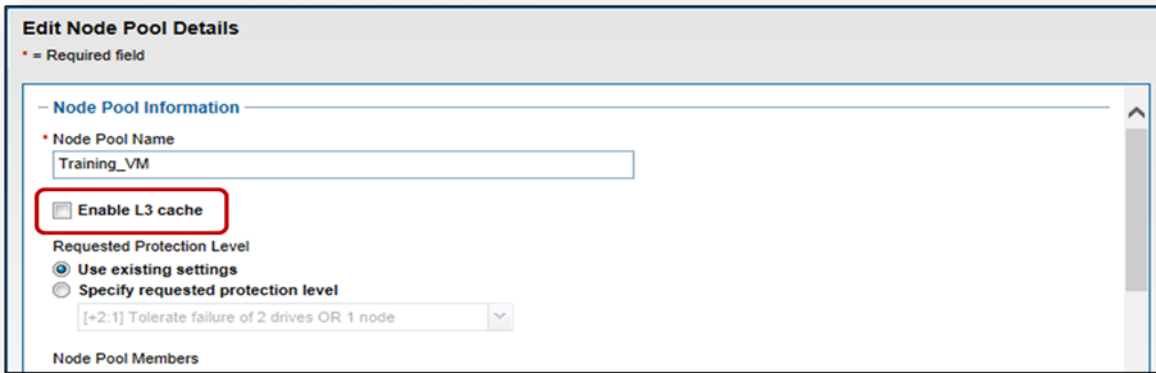 Edit Node Pool Details
* = Required field
Node Pool Information
* Node Pool Name
Training_VM
Enable L3 cache
Requested Protection Level
Use existing settings
Specify requested protection level
[+2:1] Tolerate failure of 2 drives OR 1 node
Node Pool Members